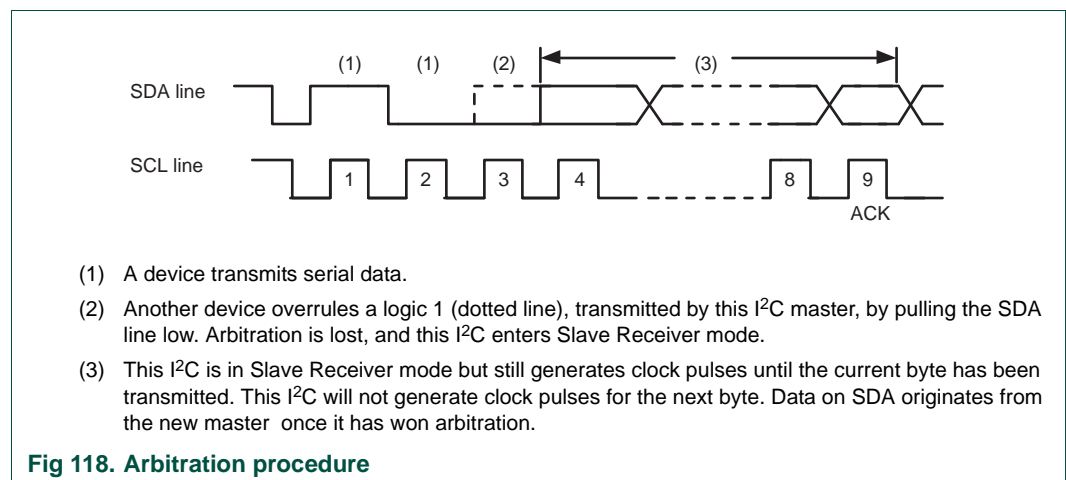 (1) (1) (2) (3)
SDA line
SCL line
1 2 3 4 8 9
ACK
(1) A device transmits serial data.
(2) Another device overrules a logic 1 (dotted line), transmitted by this I2C master, by pulling the SDA
line low. Arbitration is lost, and this I2C enters Slave Receiver mode.
(3) This I2C is in Slave Receiver mode but still generates clock pulses until the current byte has been
transmitted. This I2C will not generate clock pulses for the next byte. Data on SDA originates from
the new master once it has won arbitration.
Fig 118. Arbitration procedure